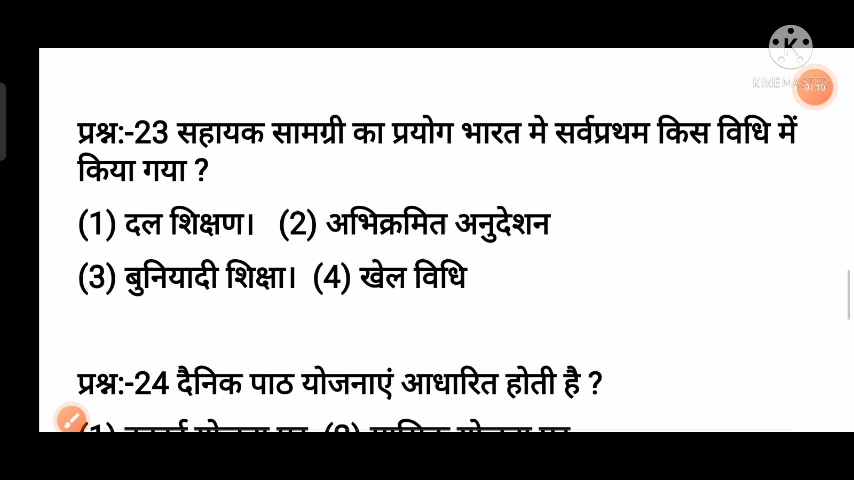 KINEMASTER
प्रश्न:-23 सहायक सामग्री का प्रयोग भारत मे सर्वप्रथम किस विधि में
किया गया ?
(1) दल शिक्षण। (2) अभिक्रमित अनुदेशन
(3) बुनियादी शिक्षा। (4) खेल विधि
प्रश्न:-24 दैनिक पाठ योजनाएं आधारित होती है ?